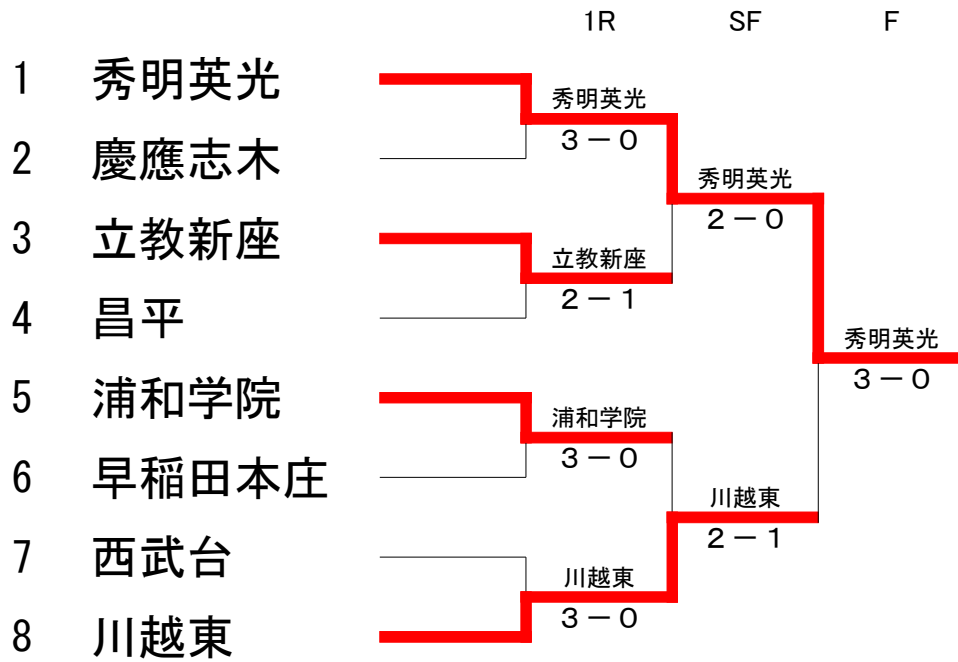 1R SF F
1 秀明英光
2 慶應志木
3 立教新座
4 昌平
5 浦和学院
6 早稲田本庄
7 西武台
8 川越東
秀明英光
3－0
立教新座
2－1
浦和学院
3－0
川越東
3－0
秀明英光
2－0
川越東
2－1
秀明英光
3－0